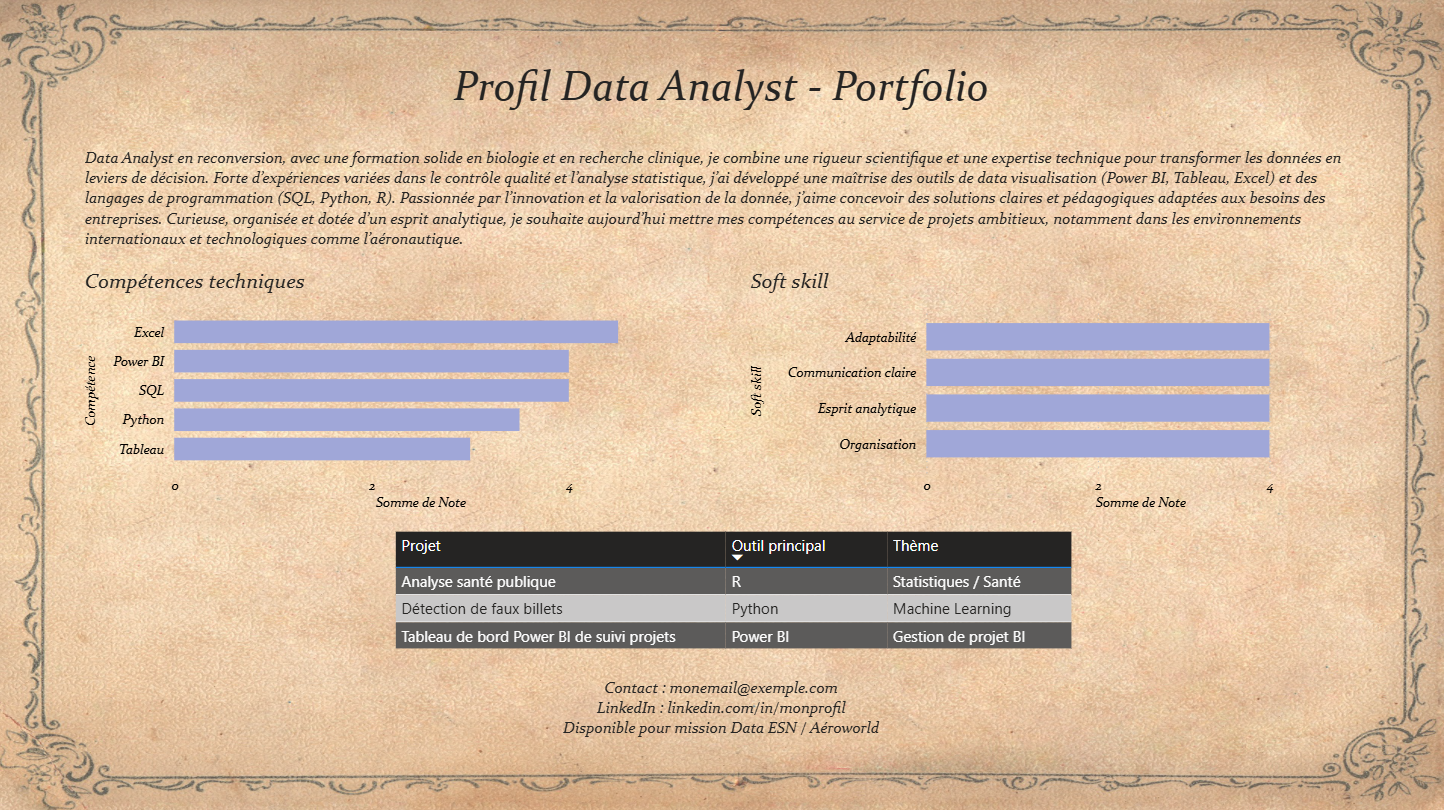 Profil Data Analyst - Portfolio
Data Analyst en reconversion, avec une formation solide en biologie et en recherche clinique, je combine une rigueur scientifique et une expertise technique pour transformer les données en
leviers de décision. Forte d'expériences variées dans le contrôle qualité et l'analyse statistique, j'ai développé une maîtrise des outils de data visualisation (Power BI, Tableau, Excel) et des
langages de programmation (SQL, Python, R). Passionnée par l'innovation et la valorisation de la donnée, j'aime concevoir des solutions claires et pédagogiques adaptées aux besoins des
entreprises. Curieuse, organisée et dotée d'un esprit analytique, je souhaite aujourd'hui mettre mes compétences au service de projets ambitieux, notamment dans les environnements
internationaux et technologiques comme l'aéronautique.
Compétences techniques
Compétence
Excel
Power BI
SQL
Python
Tableau
0 2 4
Somme de Note
Soft skill
Soft skill
Adaptabilité
Communication claire
Esprit analytique
Organisation
0 2 4
Somme de Note
Projet Outil principal Thème
Analyse santé publique R Statistiques / Santé
Détection de faux billets Python Machine Learning
Tableau de bord Power BI de suivi projets Power BI Gestion de projet BI
Contact : monemail@exemple.com
LinkedIn : linkedin.com/in/monprofil
Disponible pour mission Data ESN / Aéroworld